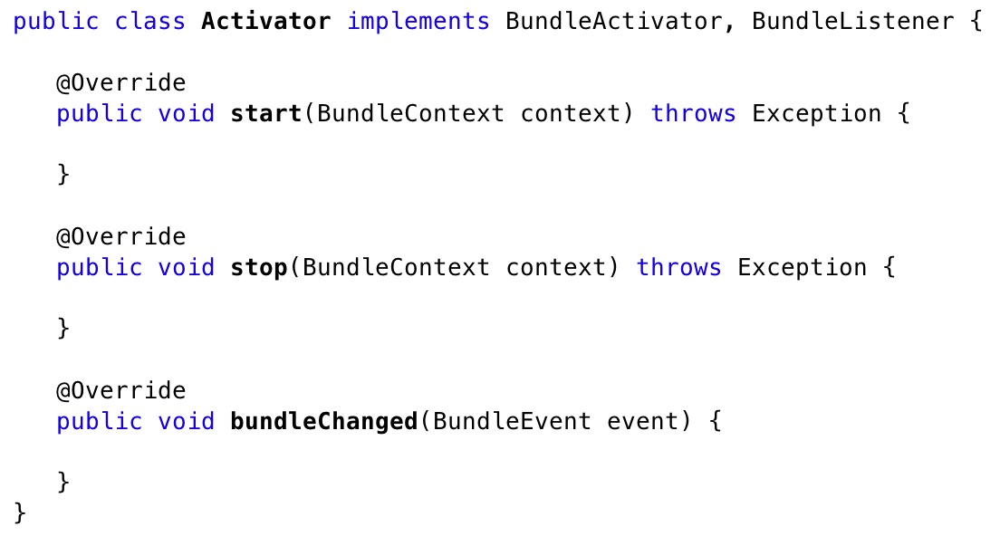 public class Activator implements BundleActivator, BundleListener {
@Override
public void start(BundleContext context) throws Exception {
}
@Override
public void stop(BundleContext context) throws Exception {
}
@Override
public void bundleChanged(BundleEvent event) {
}
}